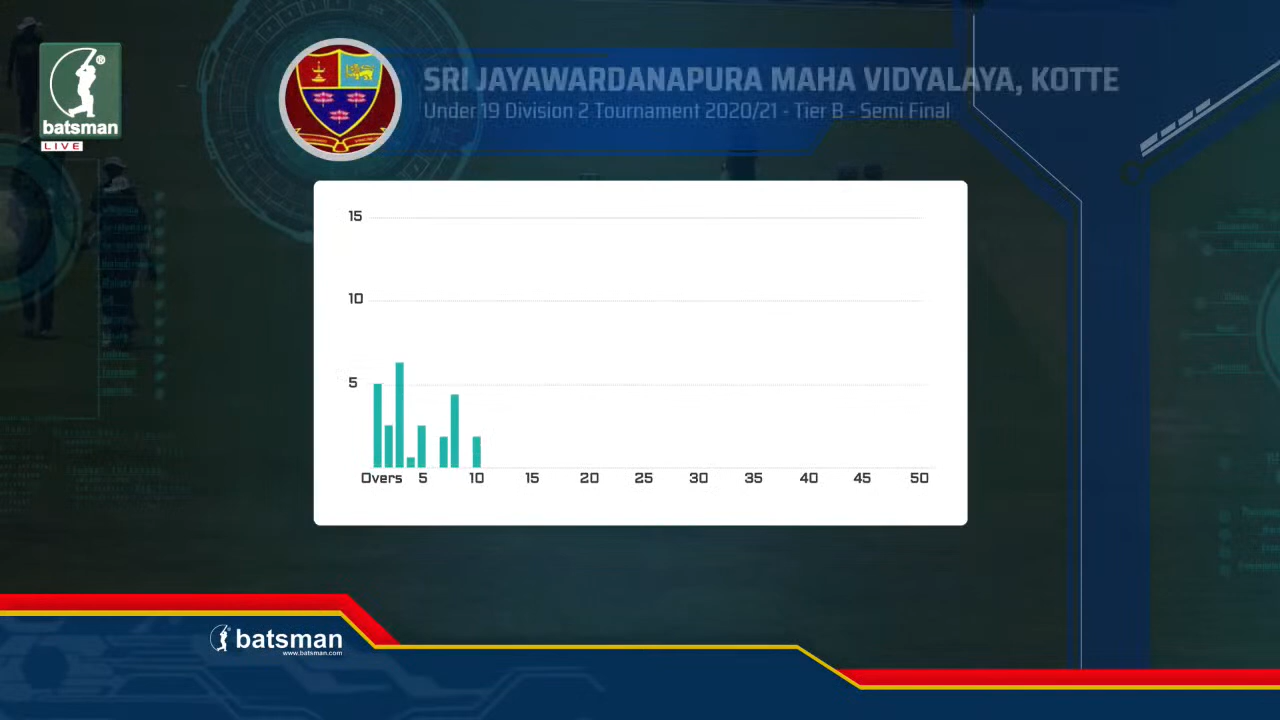 batsman
LIVE
SRI JAYAWARDANAPURA MAHA VIDYALAYA, KOTTE
Under 19 Division 2 Tournament 2020/21 - Tier B - Semi Final
15
10
5
Overs 5 10 15 20 25 30 35 40 45 50
batsman
www.batsman.com